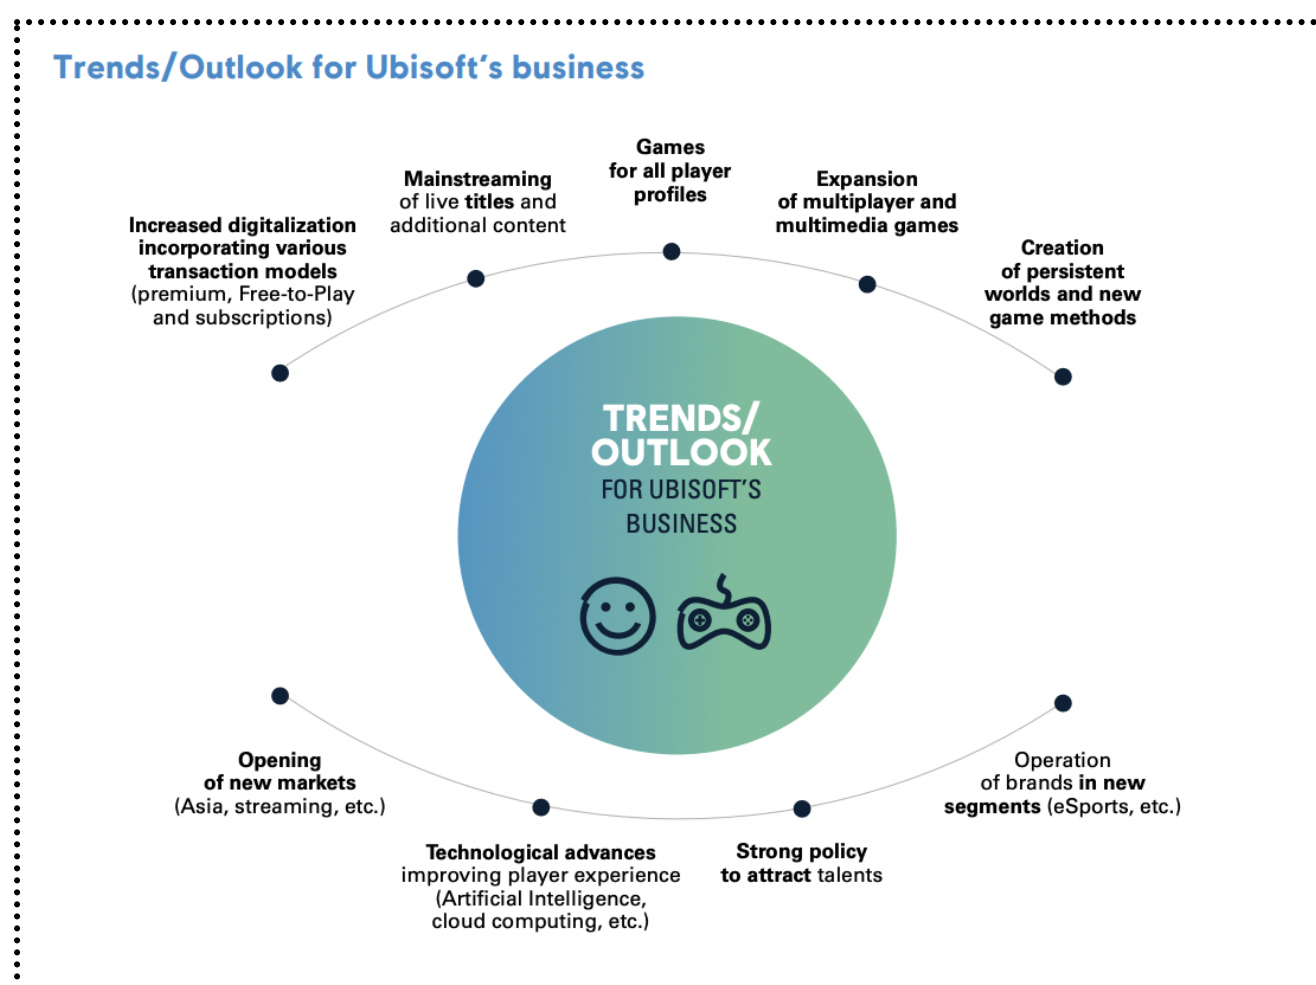 Trends/Outlook for Ubisoft's business
Games
for all player
profiles
Mainstreaming
of live titles and
additional content
Expansion
of multiplayer and
multimedia games
Increased digitalization
incorporating various
transaction models
(premium, Free-to-Play
and subscriptions)
Creation
of persistent
worlds and new
game methods
TRENDS/
OUTLOOK
FOR UBISOFT'S
BUSINESS
Opening
of new markets
(Asia, streaming, etc.)
Operation
of brands in new
segments (eSports, etc.)
Technological advances
improving player experience
(Artificial Intelligence,
cloud computing, etc.)
Strong policy
to attract talents